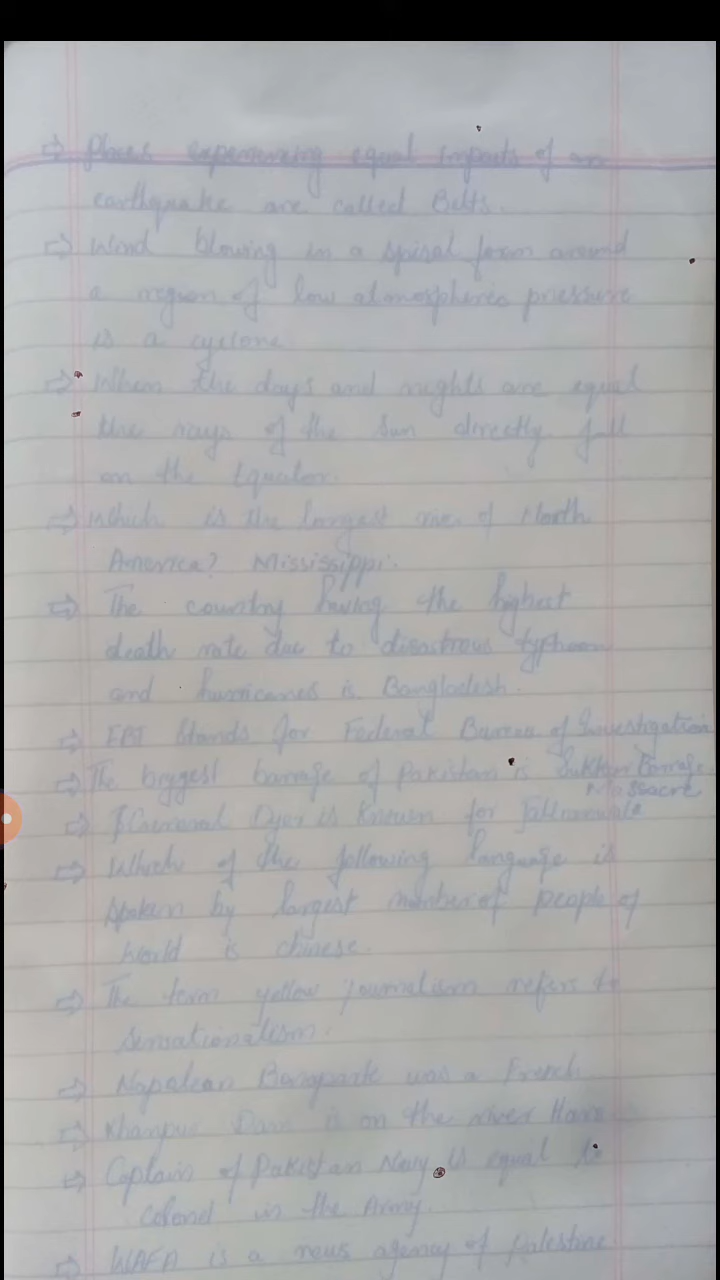 ⇒ Places experiencing equal impacts of an
earthquake are called Belts.
⇒ Wind blowing in a spiral form around
a region of low atmospheric pressure
is a cyclone
⇒ When the days and nights are equal
the rays of the sun directly fall
on the Equator.
⇒ Which is the largest river of North
America? Mississippi.
⇒ The country having the highest
death rate due to disastrous typhoon
and hurricanes is Bangladesh.
⇒ FBI stands for Federal Bureau of Investigation
⇒ The biggest barrage of Pakistan is Sukkur Barrage
Massacre
⇒ General Dyer is known for Jallianwala
⇒ Which of the following language is
spoken by largest number of people of
world is chinese.
⇒ The term yellow journalism refers to
Sensationalism.
⇒ Napolean Bonaparte was a French
⇒ Khanpur Dam is on the river Haro
⇒ Captain of Pakistan Navy is equal to
Colonel in the Army.
⇒ WAFA is a news agency of Palestine